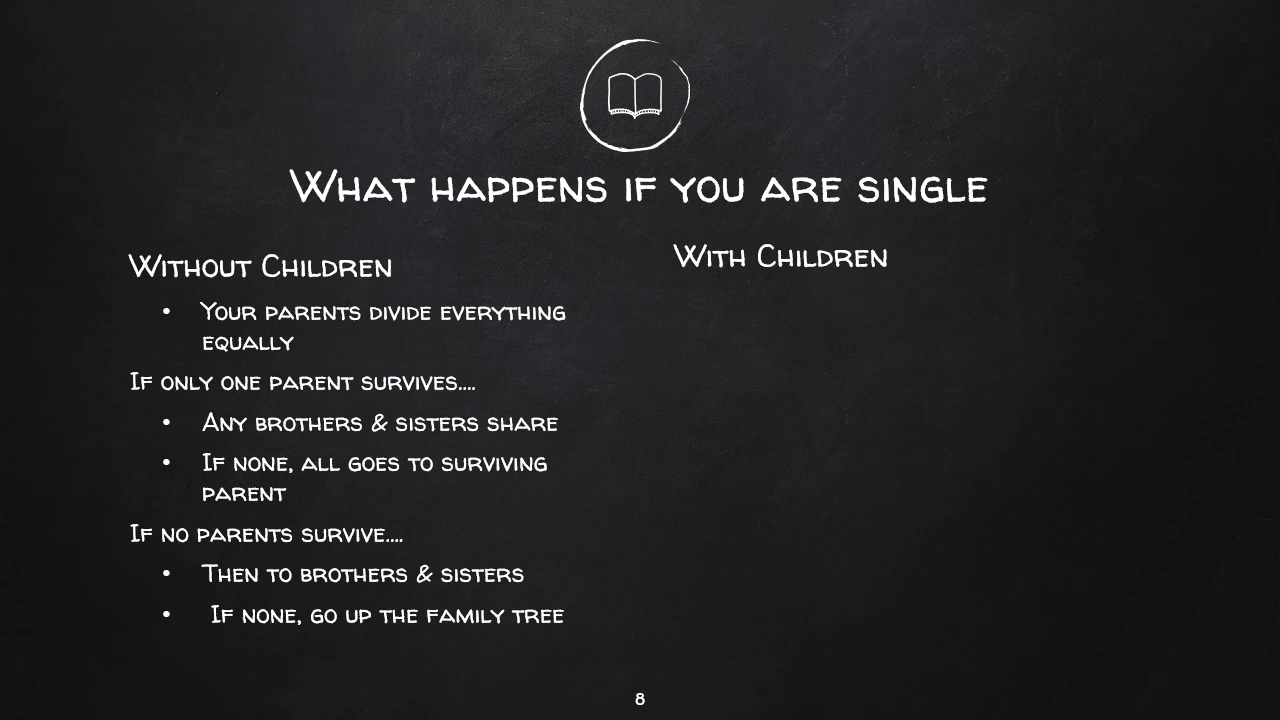 What happens if you are single
Without Children
• Your parents divide everything
equally
If only one parent survives....
• Any brothers & sisters share
• If none, all goes to surviving
parent
If no parents survive....
• Then to brothers & sisters
• If none, go up the family tree
With Children
8